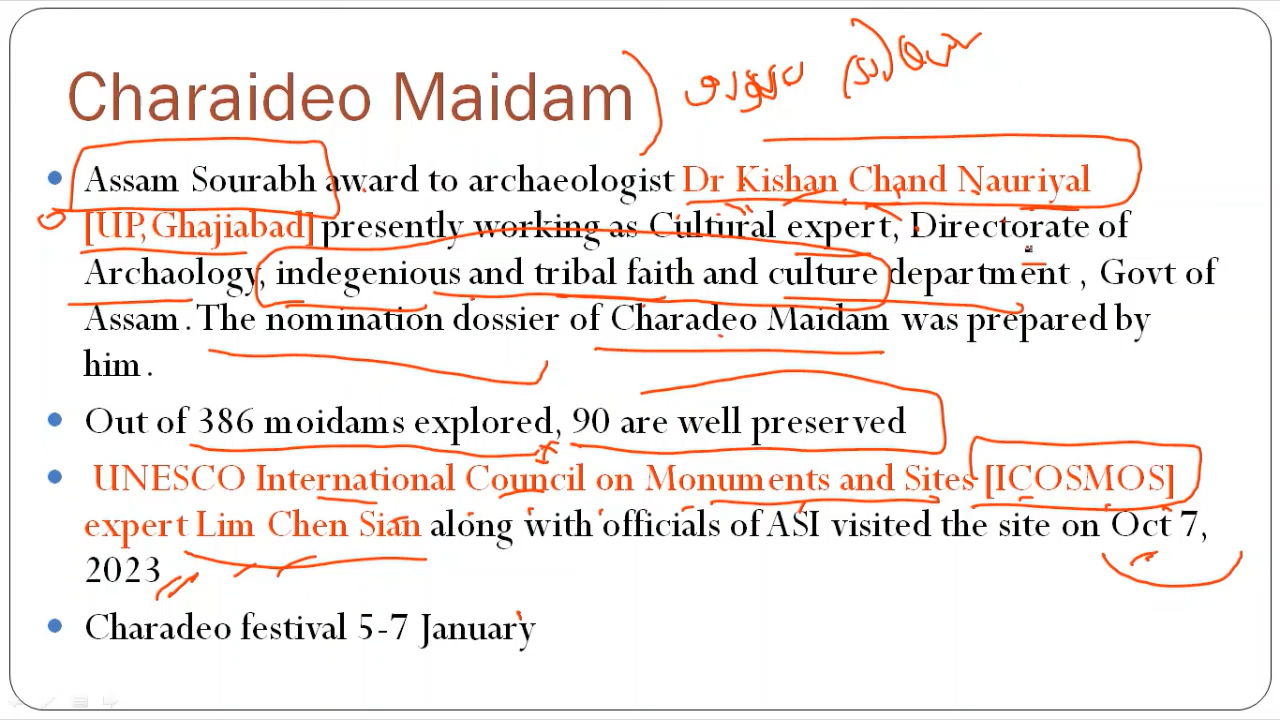 Charaideo Maidam
Assam Sourabh award to archaeologist Dr Kishan Chand Nauriyal
[UP, Ghajiabad] presently working as Cultural expert, Directorate of
Archaology, indegenious and tribal faith and culture department , Govt of
Assam . The nomination dossier of Charadeo Maidam was prepared by
him .
Out of 386 moidams explored, 90 are well preserved
UNESCO International Council on Monuments and Sites [ICOSMOS]
expert Lim Chen Sian along with officials of ASI visited the site on Oct 7,
2023
Charadeo festival 5-7 January